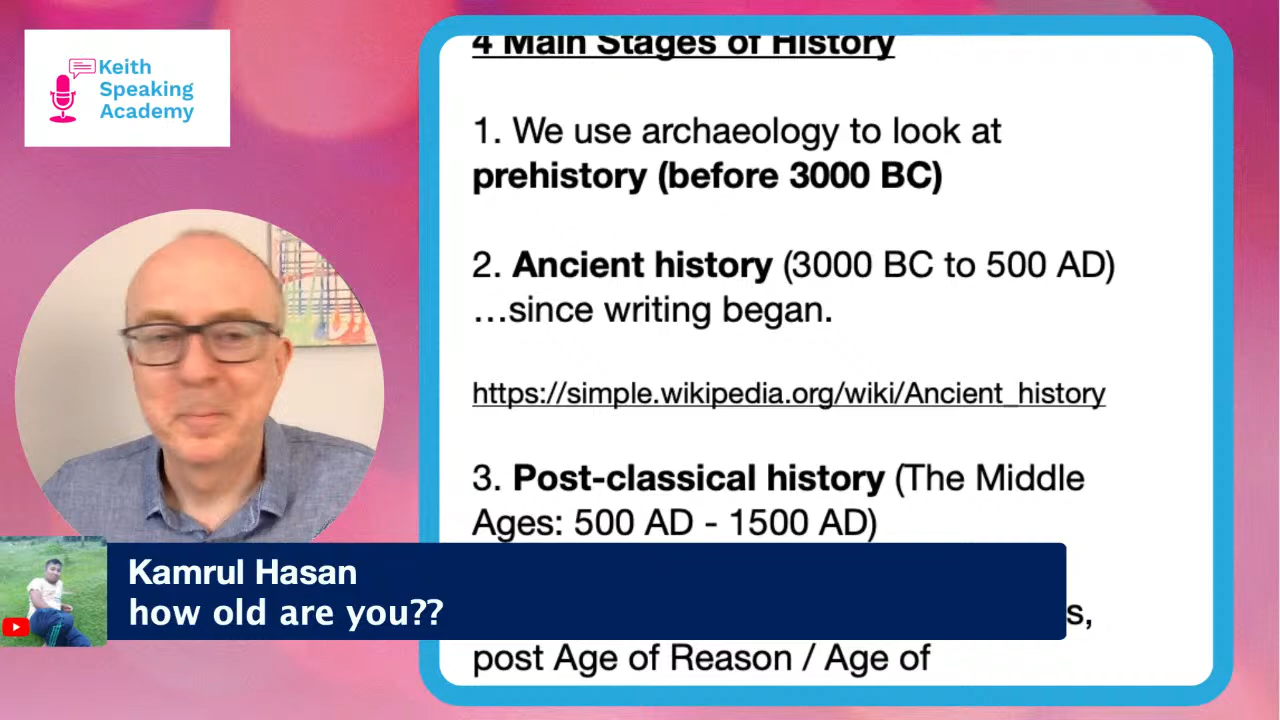 Keith
Speaking
Academy
4 Main Stages of History
1. We use archaeology to look at
prehistory (before 3000 BC)
2. Ancient history (3000 BC to 500 AD)
…since writing began.
https://simple.wikipedia.org/wiki/Ancient_history
3. Post-classical history (The Middle
Ages: 500 AD - 1500 AD)
Kamrul Hasan
how old are you??
post Age of Reason / Age of